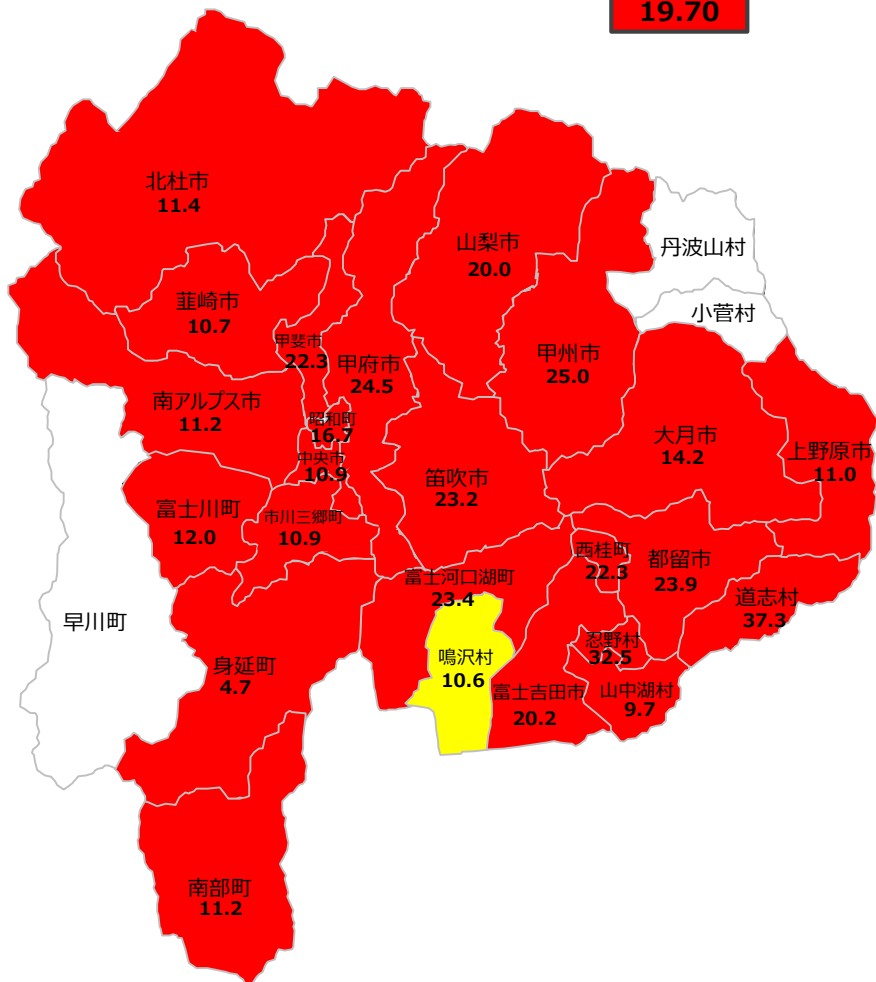 19.70
北杜市
11.4
山梨市
20.0
丹波山村
小菅村
韮崎市
10.7
甲斐市
22.3
甲府市
24.5
甲州市
25.0
南アルプス市
11.2
昭和町
16.7
中央市
10.9
大月市
14.2
上野原市
11.0
笛吹市
23.2
富士川町
12.0
市川三郷町
10.9
西桂町
22.3
都留市
23.9
富士河口湖町
23.4
道志村
37.3
早川町
身延町
4.7
鳴沢村
10.6
忍野村
32.5
富士吉田市
20.2
山中湖村
9.7
南部町
11.2